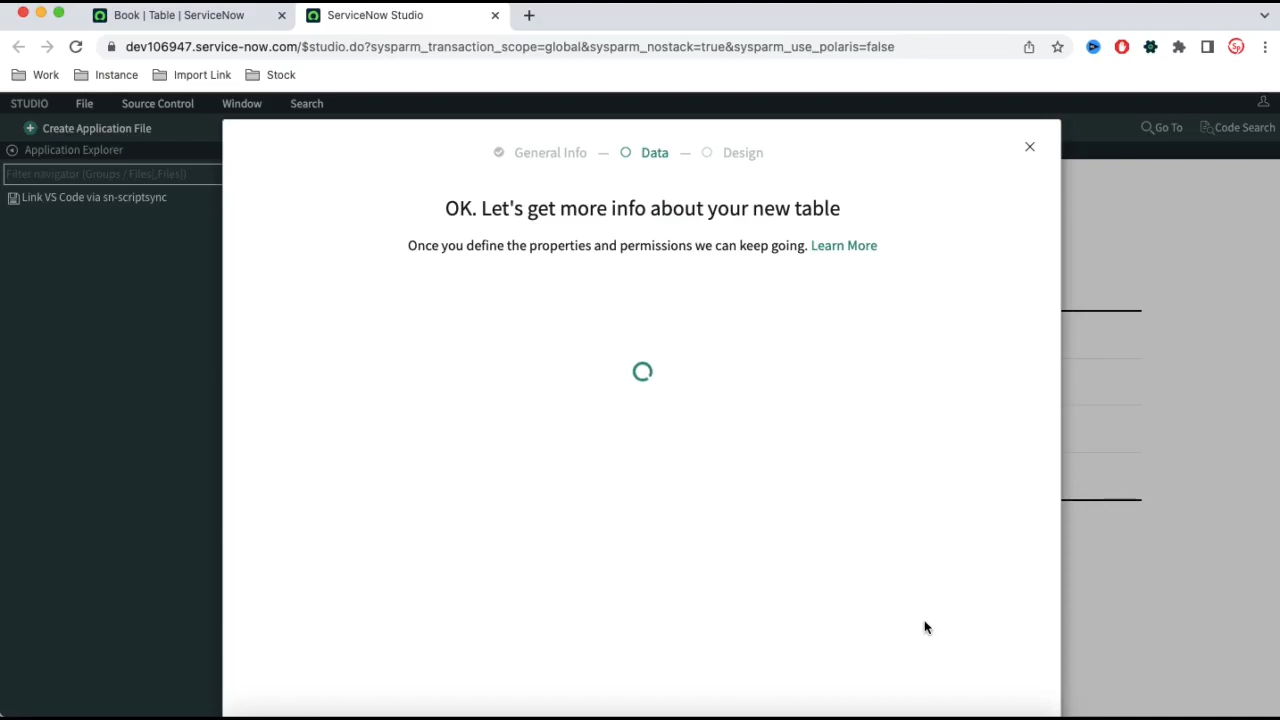 Book | Table | ServiceNow
ServiceNow Studio
dev106947.service-now.com/$studio.do?sysparm_transaction_scope=global&sysparm_nostack=true&sysparm_use_polaris=false
Work
Instance
Import Link
Stock
STUDIO File Source Control Window Search
Create Application File
Go To
Code Search
Application Explorer
Filter navigator (Groups / Files[,Files])
Link VS Code via sn-scriptsync
General Info — Data — Design
OK. Let's get more info about your new table
Once you define the properties and permissions we can keep going. Learn More